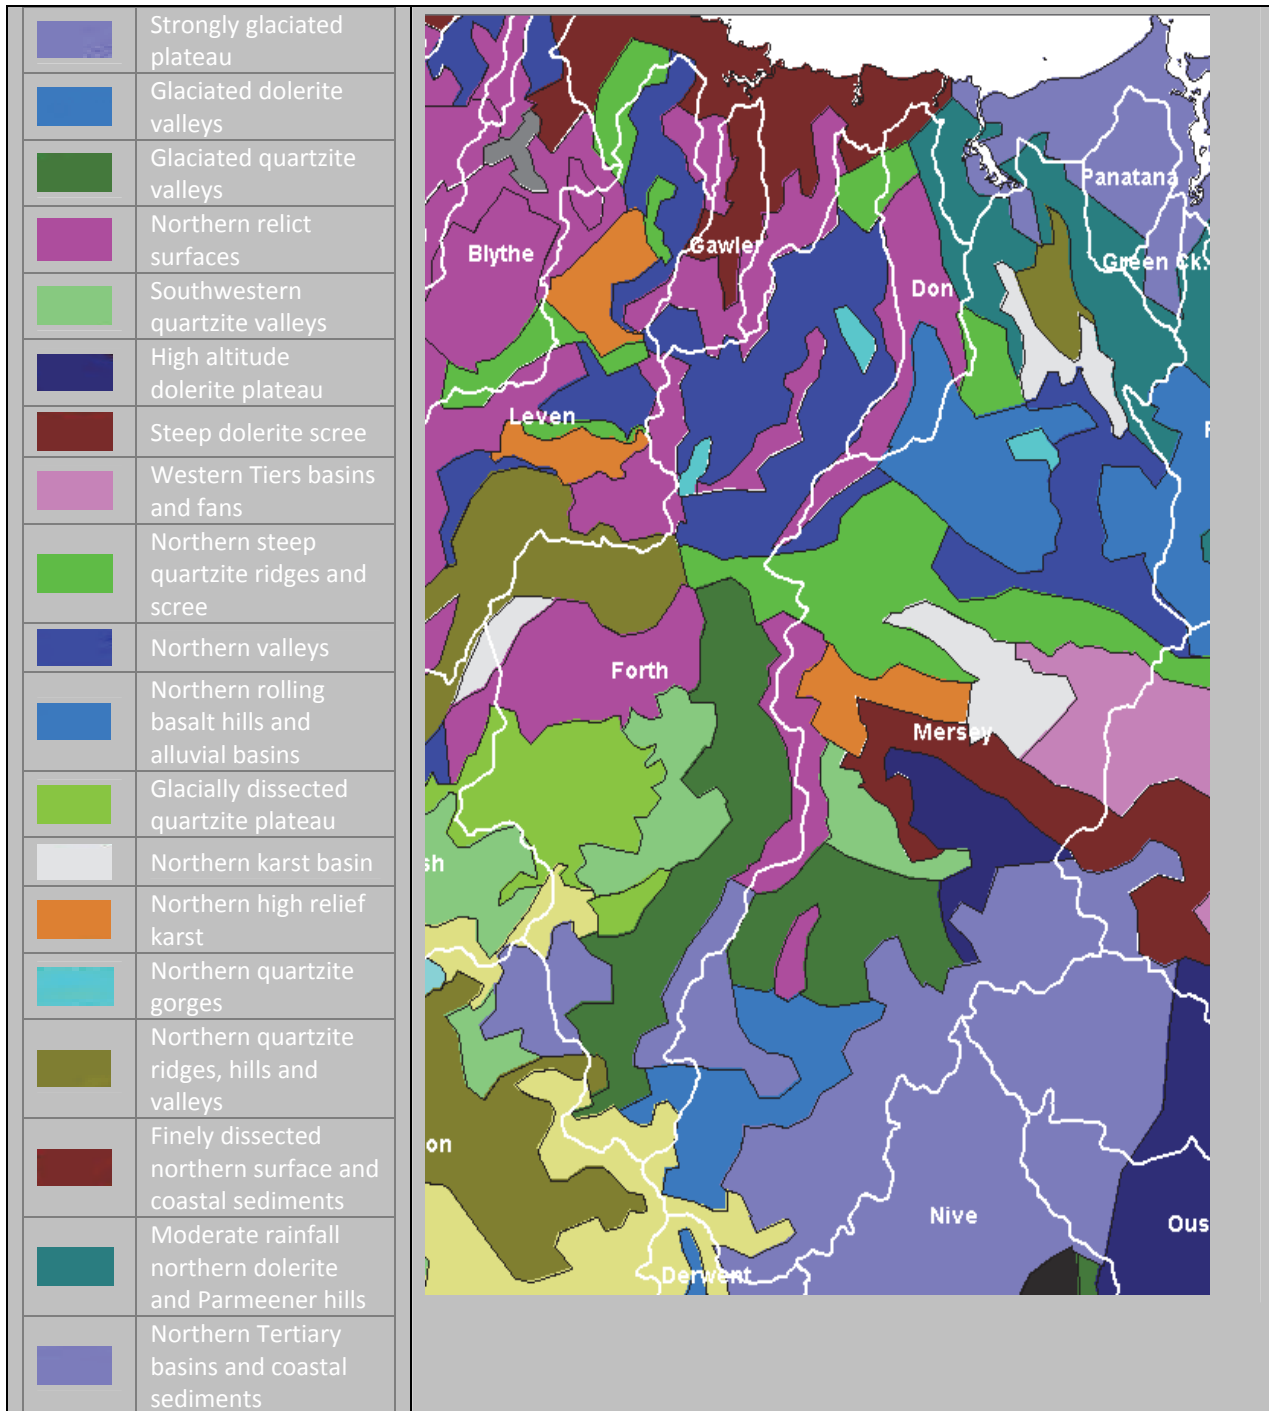 Strongly glaciated
plateau
Glaciated dolerite
valleys
Glaciated quartzite
valleys
Northern relict
surfaces
Southwestern
quartzite valleys
High altitude
dolerite plateau
Steep dolerite scree
Western Tiers basins
and fans
Northern steep
quartzite ridges and
scree
Northern valleys
Northern rolling
basalt hills and
alluvial basins
Glacially dissected
quartzite plateau
Northern karst basin
Northern high relief
karst
Northern quartzite
gorges
Northern quartzite
ridges, hills and
valleys
Finely dissected
northern surface and
coastal sediments
Moderate rainfall
northern dolerite
and Parmeener hills
Northern Tertiary
basins and coastal
sediments
Panatana
Blythe
Gawler
Green Ck.
Don
Leven
Forth
Mersey
sh
on
Nive
Ous
Derwent